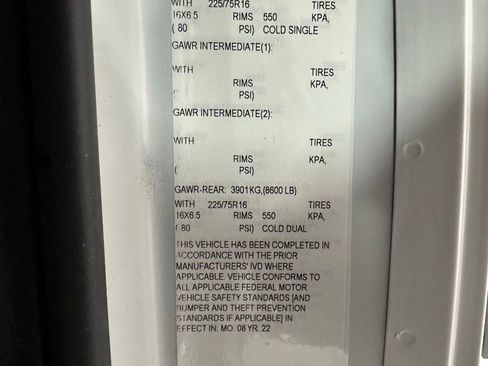 WITH 225/75R16 TIRES
16X6.5 RIMS 550 KPA,
( 80 PSI) COLD SINGLE
GAWR INTERMEDIATE(1):
WITH TIRES
RIMS KPA,
( PSI)
GAWR INTERMEDIATE(2):
WITH TIRES
RIMS KPA,
( PSI)
GAWR-REAR: 3901KG,(8600 LB)
WITH 225/75R16 TIRES
16X6.5 RIMS 550 KPA,
( 80 PSI) COLD DUAL
THIS VEHICLE HAS BEEN COMPLETED IN
ACCORDANCE WITH THE PRIOR
MANUFACTURERS' IVD WHERE
APPLICABLE. VEHICLE CONFORMS TO
ALL APPLICABLE FEDERAL MOTOR
VEHICLE SAFETY STANDARDS [AND
BUMPER AND THEFT PREVENTION
STANDARDS IF APPLICABLE] IN
EFFECT IN: MO. 08 YR. 22